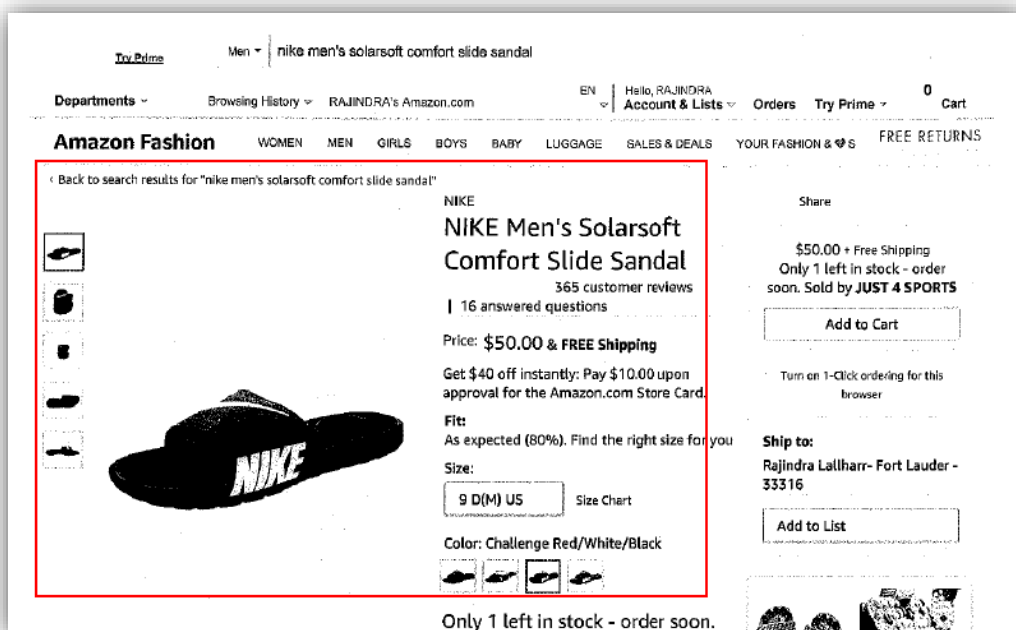 Try Prime
Men nike men's solarsoft comfort slide sandal
Departments Browsing History RAJINDRA's Amazon.com EN Hello, RAJINDRA
Account & Lists Orders Try Prime 0 Cart
Amazon Fashion WOMEN MEN GIRLS BOYS BABY LUGGAGE SALES & DEALS YOUR FASHION & ♥'S FREE RETURNS
‹ Back to search results for "nike men's solarsoft comfort slide sandal"
NIKE
NIKE Men's Solarsoft
Comfort Slide Sandal
365 customer reviews
| 16 answered questions
Price: $50.00 & FREE Shipping
Get $40 off instantly: Pay $10.00 upon
approval for the Amazon.com Store Card.
Fit:
As expected (80%). Find the right size for you
Size:
9 D(M) US Size Chart
Color: Challenge Red/White/Black
Only 1 left in stock - order soon.
NIKE
Share
$50.00 + Free Shipping
Only 1 left in stock - order
soon. Sold by JUST 4 SPORTS
Add to Cart
Turn on 1-Click ordering for this
browser
Ship to:
Rajindra Lallharr- Fort Lauder -
33316
Add to List